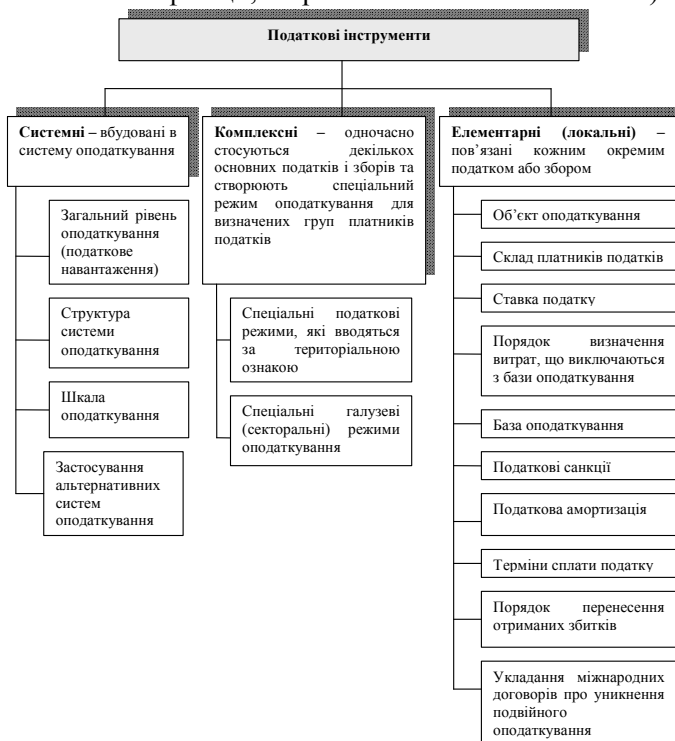 Податкові інструменти
Системні – вбудовані в
систему оподаткування
Загальний рівень
оподаткування
(податкове
навантаження)
Структура
системи
оподаткування
Шкала
оподаткування
Застосування
альтернативних
систем
оподаткування
Комплексні – одночасно
стосуються декількох
основних податків і зборів та
створюють спеціальний
режим оподаткування для
визначених груп платників
податків
Спеціальні податкові
режими, які вводяться
за територіальною
ознакою
Спеціальні галузеві
(секторальні) режими
оподаткування
Елементарні (локальні) –
пов’язані кожним окремим
податком або збором
Об’єкт оподаткування
Склад платників податків
Ставка податку
Порядок визначення
витрат, що виключаються
з бази оподаткування
База оподаткування
Податкові санкції
Податкова амортизація
Терміни сплати податку
Порядок перенесення
отриманих збитків
Укладання міжнародних
договорів про уникнення
подвійного
оподаткування